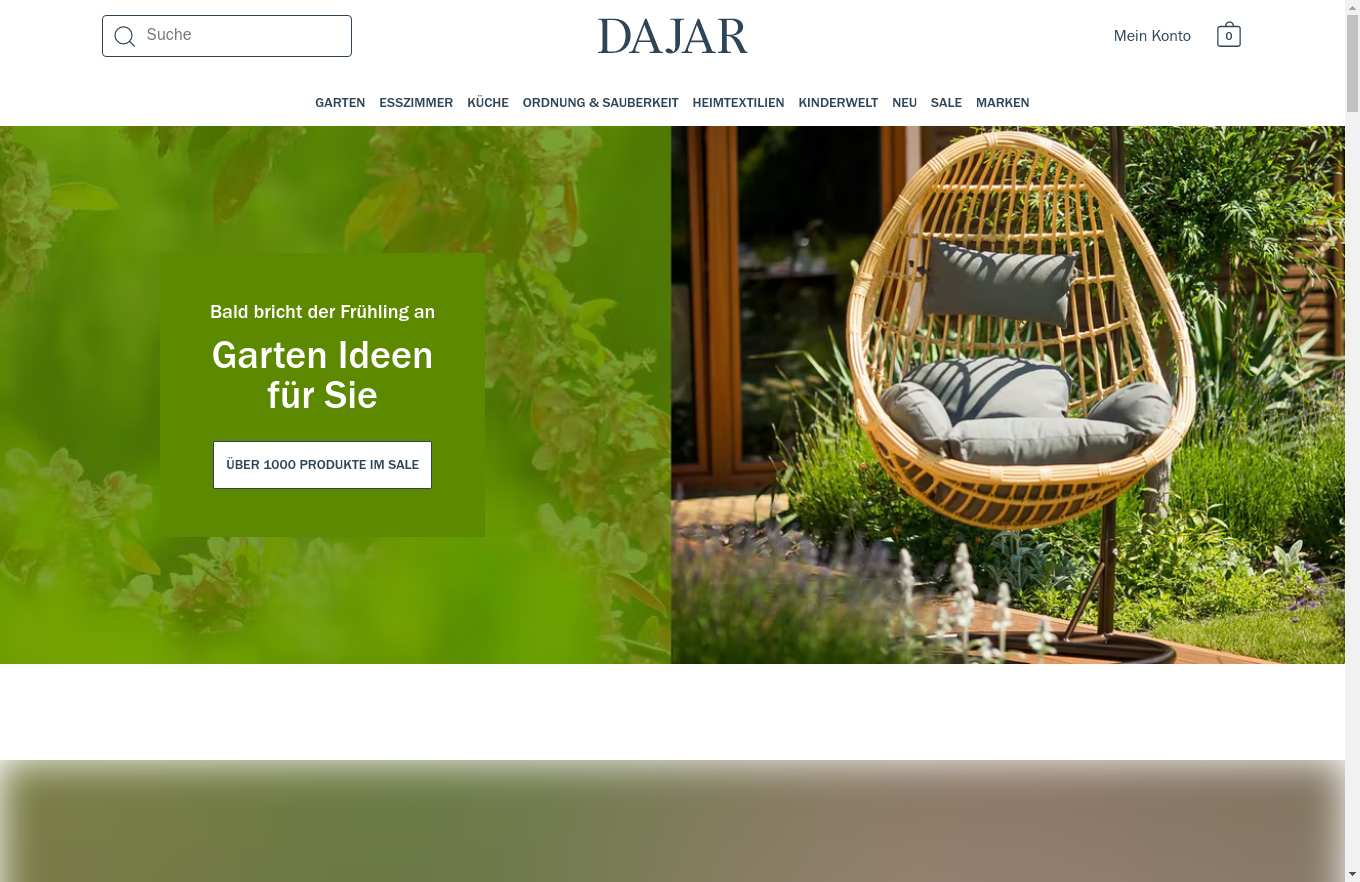 Suche
DAJAR
Mein Konto
0
GARTEN ESSZIMMER KÜCHE ORDNUNG & SAUBERKEIT HEIMTEXTILIEN KINDERWELT NEU SALE MARKEN
Bald bricht der Frühling an
Garten Ideen
für Sie
ÜBER 1000 PRODUKTE IM SALE